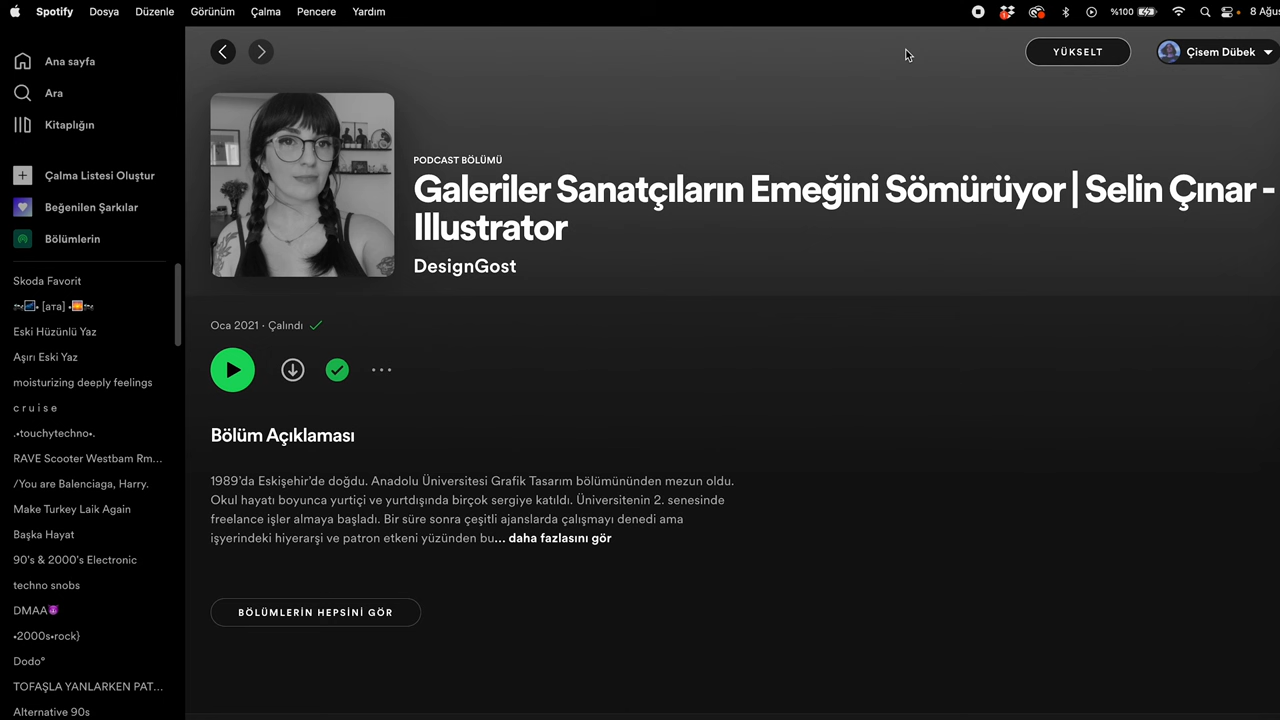 Spotify Dosya Düzenle Görünüm Çalma Pencere Yardım %100 8 Ağus
Ana sayfa
Ara
Kitaplığın
Çalma Listesi Oluştur
Beğenilen Şarkılar
Bölümlerin
Skoda Favorit
[ата]
Eski Hüzünlü Yaz
Aşırı Eski Yaz
moisturizing deeply feelings
c r u i s e
.•touchytechno•.
RAVE Scooter Westbam Rm...
/You are Balenciaga, Harry.
Make Turkey Laik Again
Başka Hayat
90's & 2000's Electronic
techno snobs
DMAA😈
•2000s•rock}
Dodo°
TOFAŞLA YANLARKEN PAT...
Alternative 90s
YÜKSELT
Çisem Dübek
PODCAST BÖLÜMÜ
Galeriler Sanatçıların Emeğini Sömürüyor | Selin Çınar -
Illustrator
DesignGost
Oca 2021 · Çalındı
Bölüm Açıklaması
1989'da Eskişehir'de doğdu. Anadolu Üniversitesi Grafik Tasarım bölümününden mezun oldu.
Okul hayatı boyunca yurtiçi ve yurtdışında birçok sergiye katıldı. Üniversitenin 2. senesinde
freelance işler almaya başladı. Bir süre sonra çeşitli ajanslarda çalışmayı denedi ama
işyerindeki hiyerarşi ve patron etkeni yüzünden bu... daha fazlasını gör
BÖLÜMLERİN HEPSİNİ GÖR